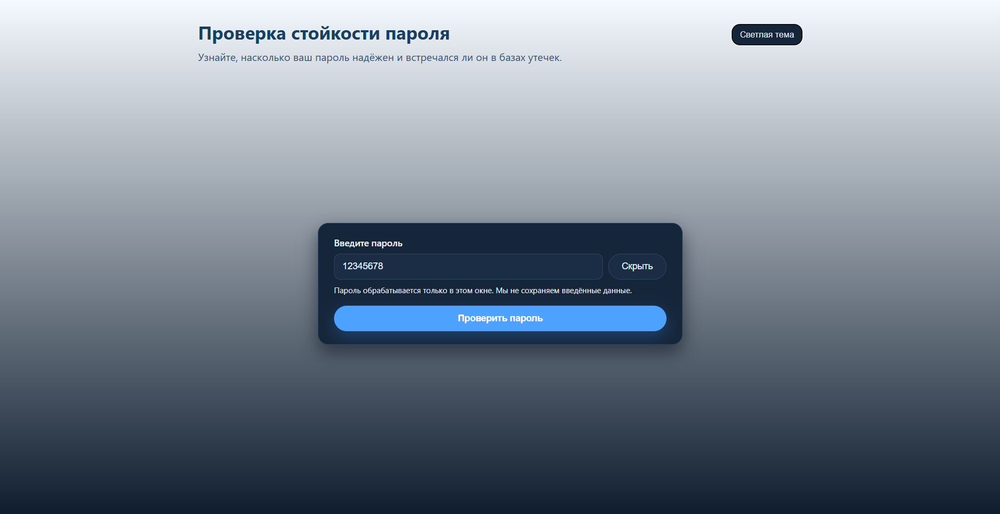 Проверка стойкости пароля
Светлая тема
Узнайте, насколько ваш пароль надёжен и встречался ли он в базах утечек.
Введите пароль
12345678
Скрыть
Пароль обрабатывается только в этом окне. Мы не сохраняем введённые данные.
Проверить пароль